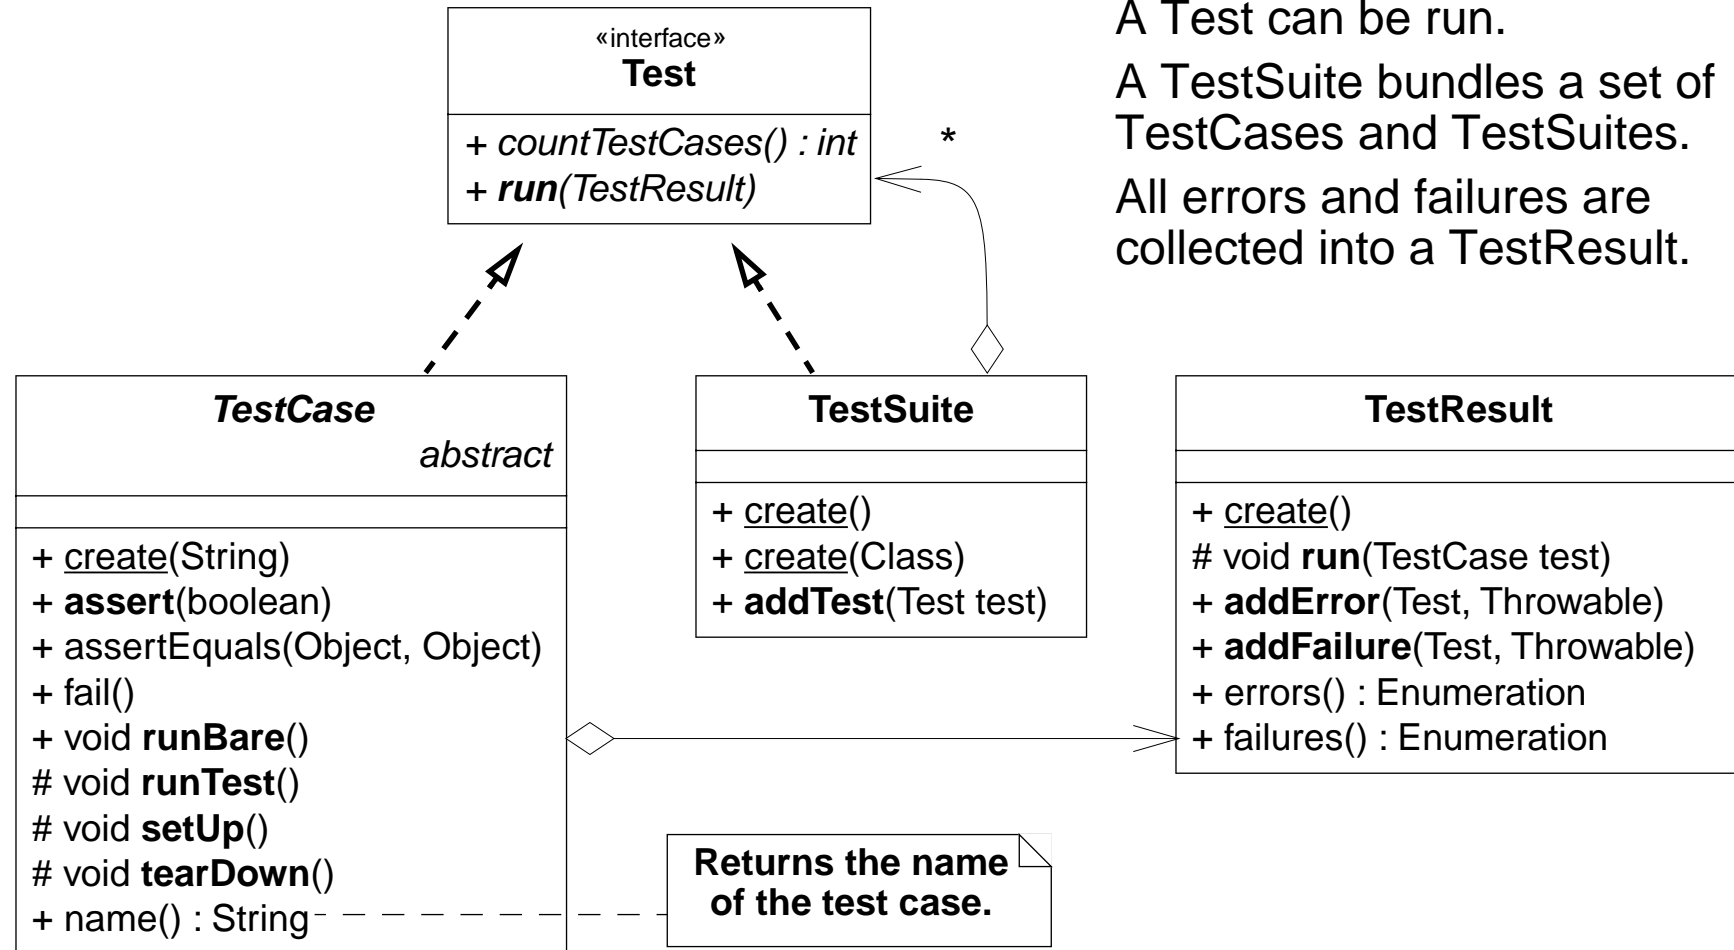 «interface»
Test
+ countTestCases() : int
+ run(TestResult)
*
A Test can be run.
A TestSuite bundles a set of
TestCases and TestSuites.
All errors and failures are
collected into a TestResult.
TestCase
abstract
+ create(String)
+ assert(boolean)
+ assertEquals(Object, Object)
+ fail()
+ void runBare()
# void runTest()
# void setUp()
# void tearDown()
+ name() : String
TestSuite
+ create()
+ create(Class)
+ addTest(Test test)
TestResult
+ create()
# void run(TestCase test)
+ addError(Test, Throwable)
+ addFailure(Test, Throwable)
+ errors() : Enumeration
+ failures() : Enumeration
Returns the name
of the test case.